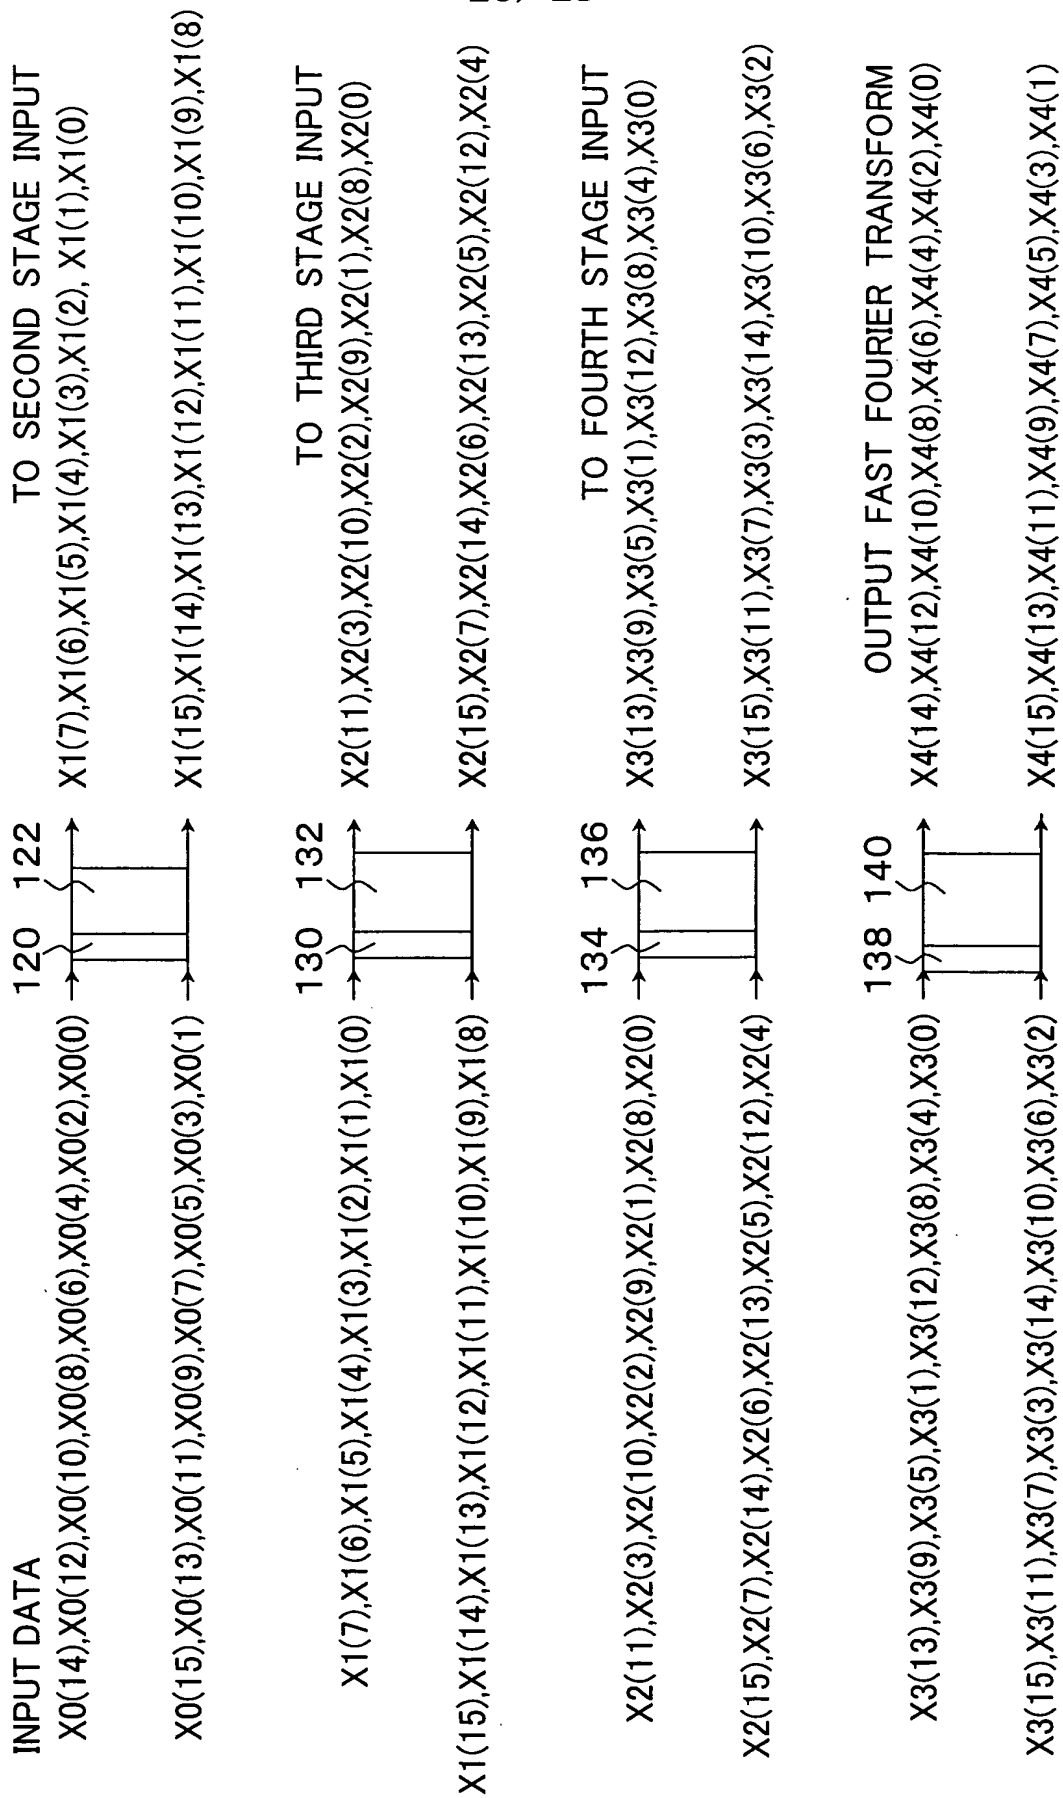 INPUT DATA
TO SECOND STAGE INPUT
120 122
X0(14),X0(12),X0(10),X0(8),X0(6),X0(4),X0(2),X0(0)
X1(7),X1(6),X1(5),X1(4),X1(3),X1(2), X1(1),X1(0)
X0(15),X0(13),X0(11),X0(9),X0(7),X0(5),X0(3),X0(1)
X1(15),X1(14),X1(13),X1(12),X1(11),X1(10),X1(9),X1(8)
TO THIRD STAGE INPUT
130 132
X1(7),X1(6),X1(5),X1(4),X1(3),X1(2),X1(1),X1(0)
X2(11),X2(3),X2(10),X2(2),X2(9),X2(1),X2(8),X2(0)
X1(15),X1(14),X1(13),X1(12),X1(11),X1(10),X1(9),X1(8)
X2(15),X2(7),X2(14),X2(6),X2(13),X2(5),X2(12),X2(4)
TO FOURTH STAGE INPUT
134 136
X2(11),X2(3),X2(10),X2(2),X2(9),X2(1),X2(8),X2(0)
X3(13),X3(9),X3(5),X3(1),X3(12),X3(8),X3(4),X3(0)
X2(15),X2(7),X2(14),X2(6),X2(13),X2(5),X2(12),X2(4)
X3(15),X3(11),X3(7),X3(3),X3(14),X3(10),X3(6),X3(2)
OUTPUT FAST FOURIER TRANSFORM
138 140
X3(13),X3(9),X3(5),X3(1),X3(12),X3(8),X3(4),X3(0)
X4(14),X4(12),X4(10),X4(8),X4(6),X4(4),X4(2),X4(0)
X3(15),X3(11),X3(7),X3(3),X3(14),X3(10),X3(6),X3(2)
X4(15),X4(13),X4(11),X4(9),X4(7),X4(5),X4(3),X4(1)